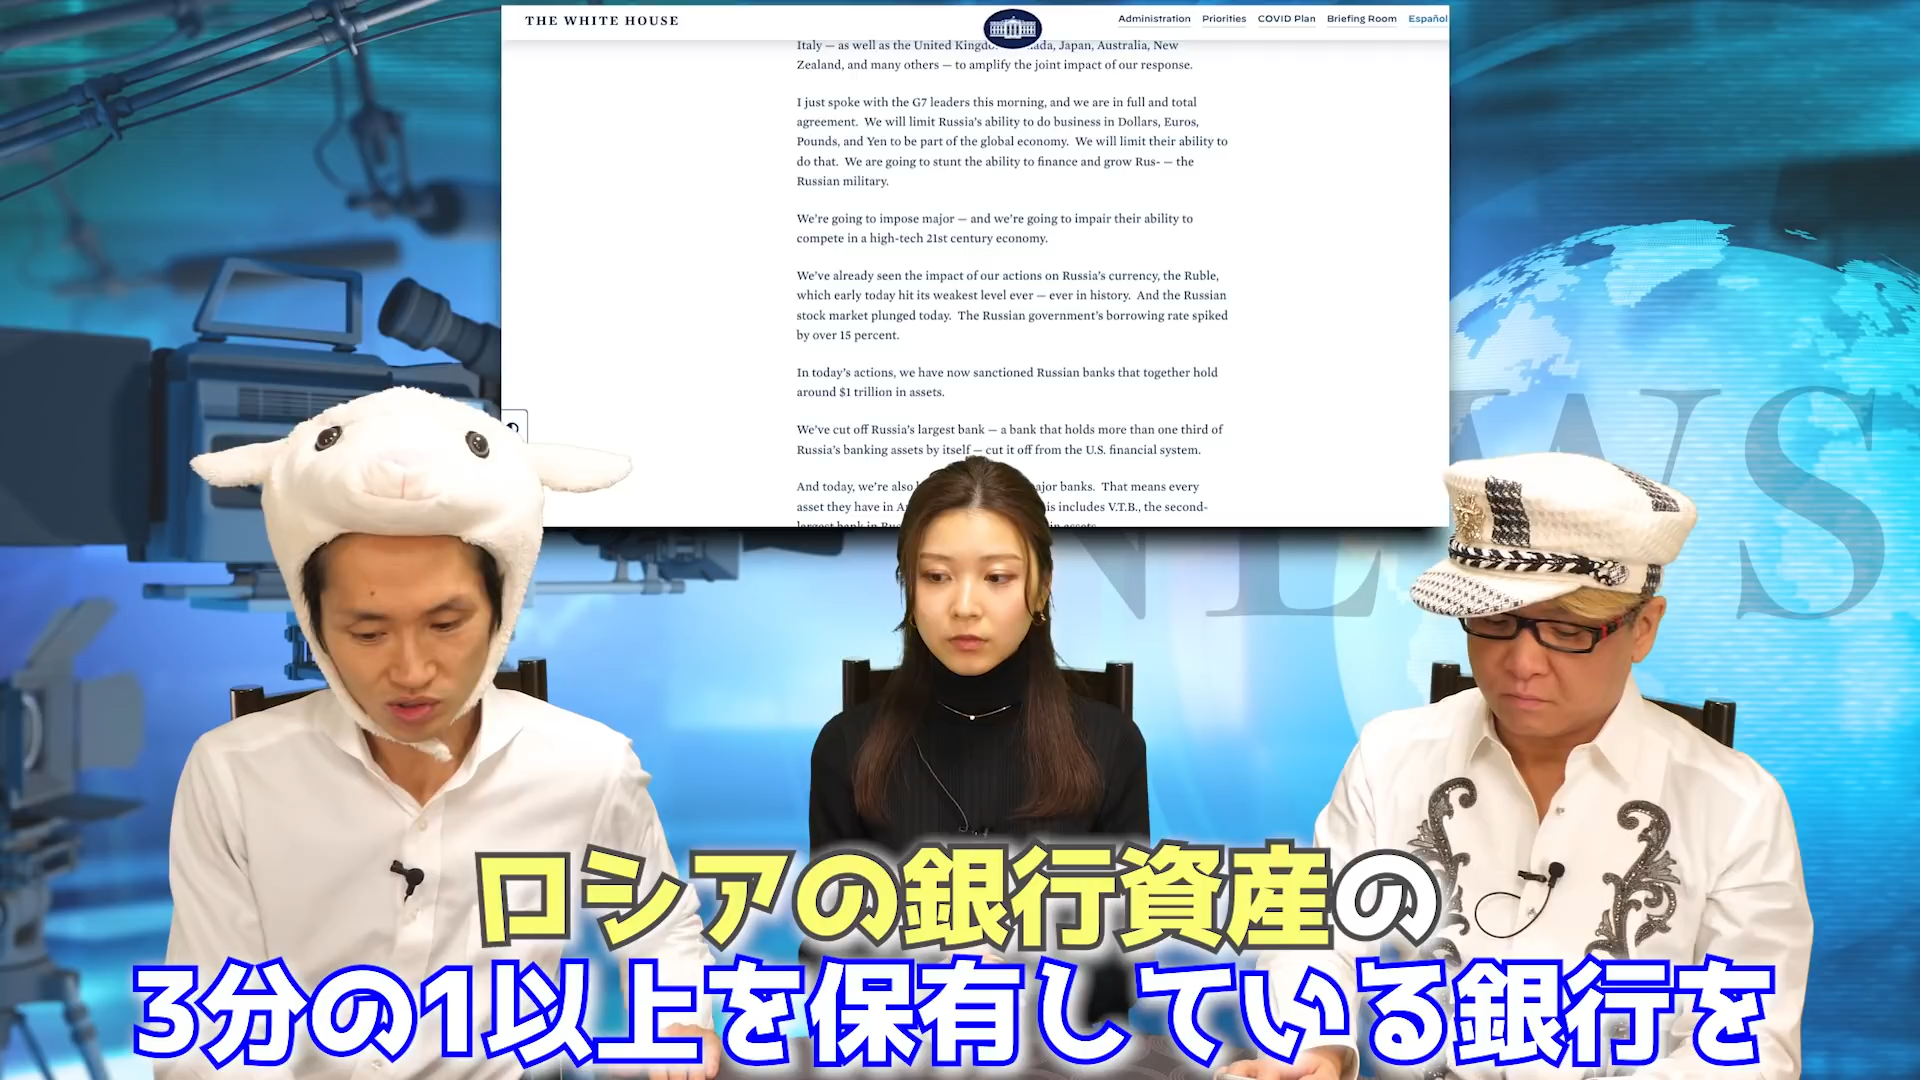 THE WHITE HOUSE
Administration Priorities COVID Plan Briefing Room Español
Italy — as well as the United Kingdo ada, Japan, Australia, New
Zealand, and many others — to amplify the joint impact of our response.
I just spoke with the G7 leaders this morning, and we are in full and total
agreement. We will limit Russia's ability to do business in Dollars, Euros,
Pounds, and Yen to be part of the global economy. We will limit their ability to
do that. We are going to stunt the ability to finance and grow Rus- — the
Russian military.
We're going to impose major — and we're going to impair their ability to
compete in a high-tech 21st century economy.
We've already seen the impact of our actions on Russia's currency, the Ruble,
which early today hit its weakest level ever — ever in history. And the Russian
stock market plunged today. The Russian government's borrowing rate spiked
by over 15 percent.
In today's actions, we have now sanctioned Russian banks that together hold
around $1 trillion in assets.
We've cut off Russia's largest bank — a bank that holds more than one third of
Russia's banking assets by itself — cut it off from the U.S. financial system.
And today, we're also ajor banks. That means every
asset they have in A is includes V.T.B., the second-
largest bank in Rus in assets.
NEWS
ロシアの銀行資産の
3分の1以上を保有している銀行を